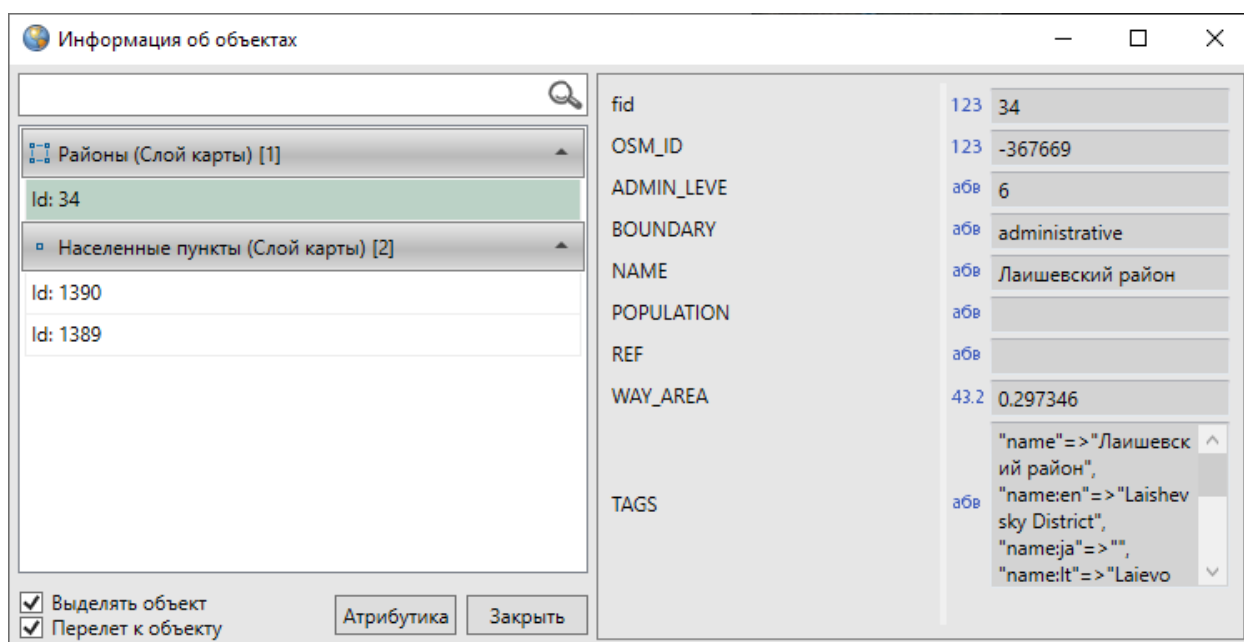 Информация об объектах
Районы (Слой карты) [1]
Id: 34
Населенные пункты (Слой карты) [2]
Id: 1390
Id: 1389
Выделять объект
Перелет к объекту
Атрибутика
Закрыть
fid 123 34
OSM_ID 123 -367669
ADMIN_LEVE абв 6
BOUNDARY абв administrative
NAME абв Лаишевский район
POPULATION абв
REF абв
WAY_AREA 43.2 0.297346
TAGS абв
"name"=>"Лаишевск
ий район",
"name:en"=>"Laishev
sky District",
"name:ja"=>"",
"name:lt"=>"Laievo